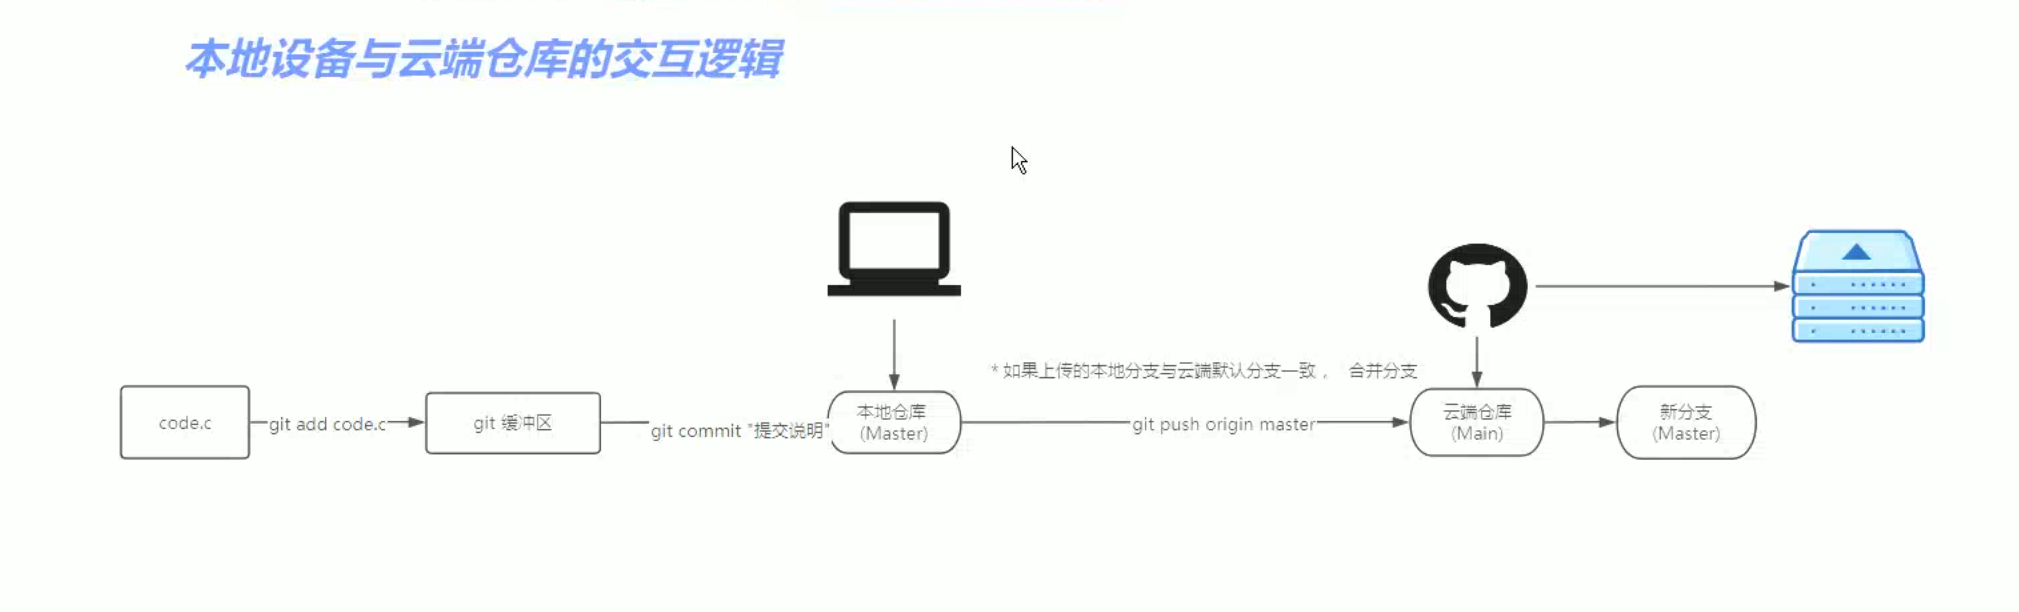 本地设备与云端仓库的交互逻辑
* 如果上传的本地分支与云端默认分支一致， 合并分支
code.c
git add code.c
git 缓冲区
git commit "提交说明"
本地仓库
(Master)
git push origin master
云端仓库
(Main)
新分支
(Master)